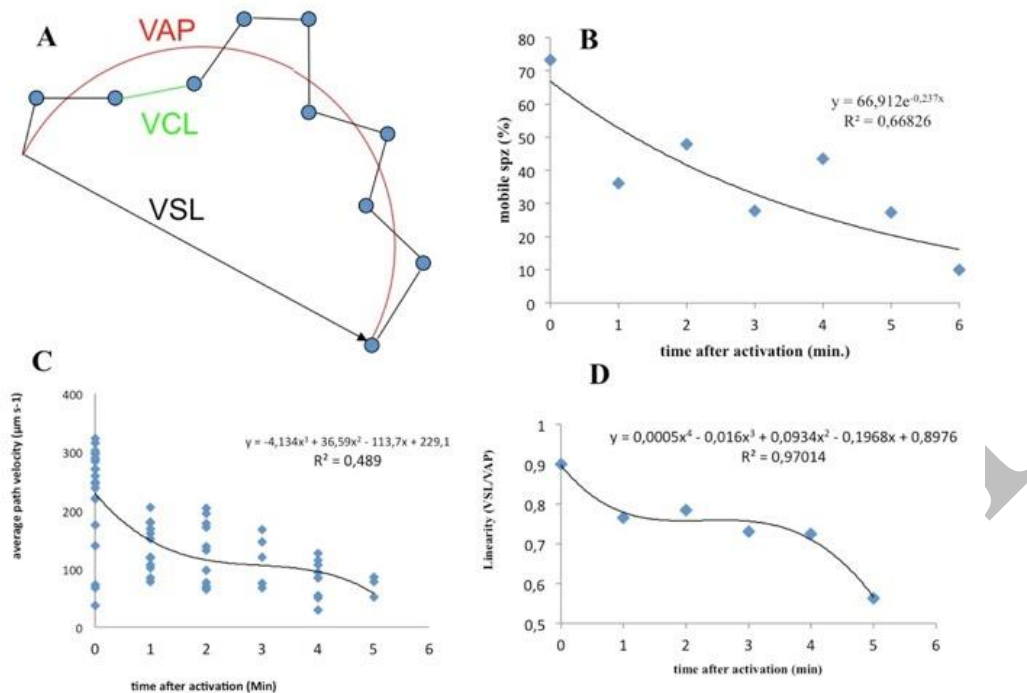 A
VAP
VCL
VSL
B
mobile spz (%)
80
70
60
50
40
30
20
10
0
y = 66,912e^-0,237x
R² = 0,66826
0 1 2 3 4 5 6
time after activation (min.)
C
average path velocity (µm s-1)
400
300
200
100
0
y = -4,134x³ + 36,59x² - 113,7x + 229,1
R² = 0,489
0 1 2 3 4 5 6
time after activation (Min)
D
Linearity (VSL/VAP)
1
0,9
0,8
0,7
0,6
0,5
y = 0,0005x⁴ - 0,016x³ + 0,0934x² - 0,1968x + 0,8976
R² = 0,97014
0 1 2 3 4 5 6
time after activation (min)